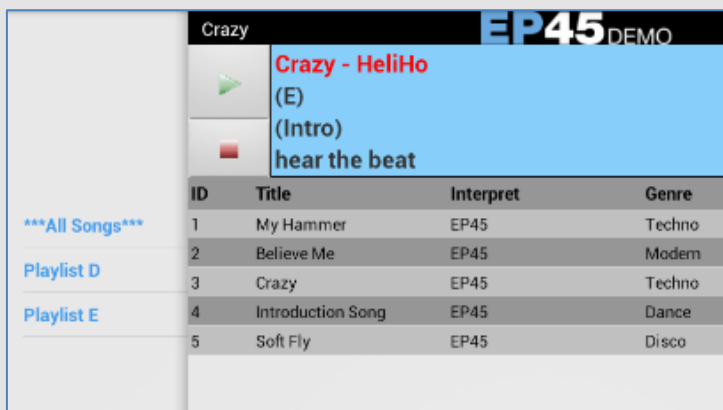 Crazy
EP45 DEMO
Crazy - HeliHo
(E)
(Intro)
hear the beat
ID Title Interpret Genre
1 My Hammer EP45 Techno
2 Believe Me EP45 Modern
3 Crazy EP45 Techno
4 Introduction Song EP45 Dance
5 Soft Fly EP45 Disco
***All Songs***
Playlist D
Playlist E